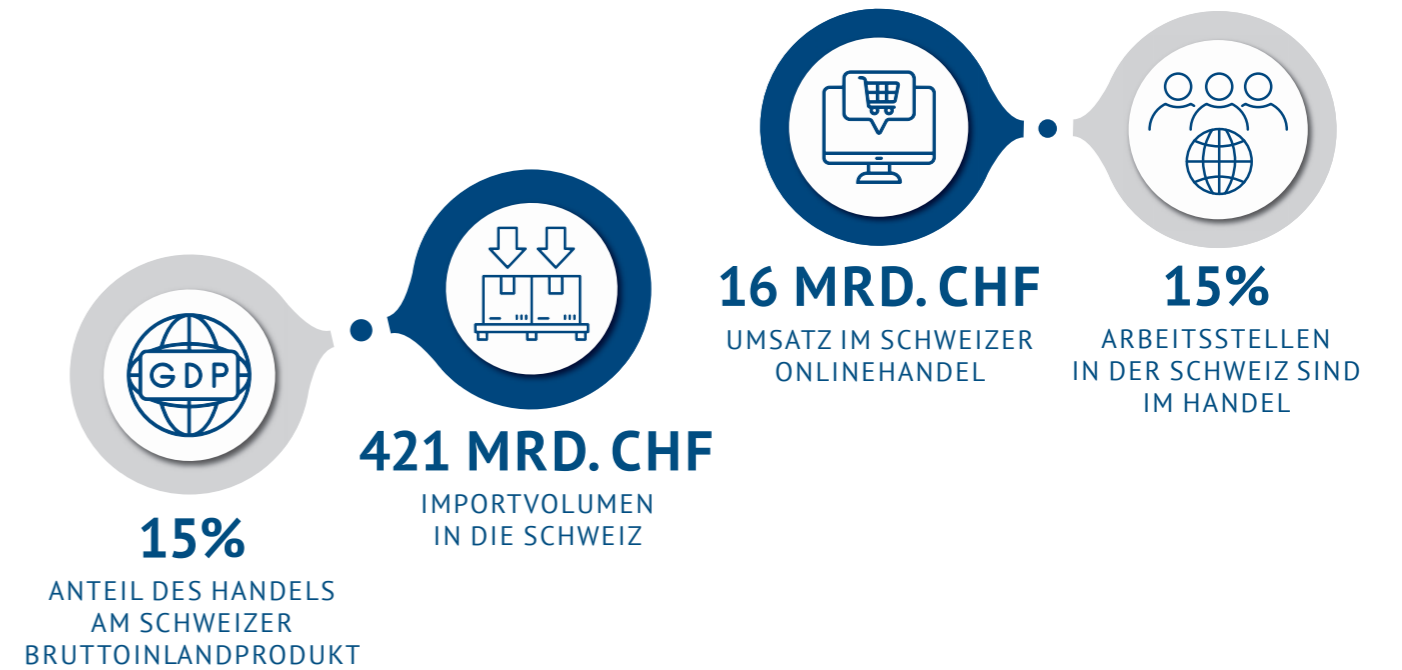 GDP
15%
ANTEIL DES HANDELS
AM SCHWEIZER
BRUTTOINLANDPRODUKT
421 MRD. CHF
IMPORTVOLUMEN
IN DIE SCHWEIZ
16 MRD. CHF
UMSATZ IM SCHWEIZER
ONLINEHANDEL
15%
ARBEITSSTELLEN
IN DER SCHWEIZ SIND
IM HANDEL